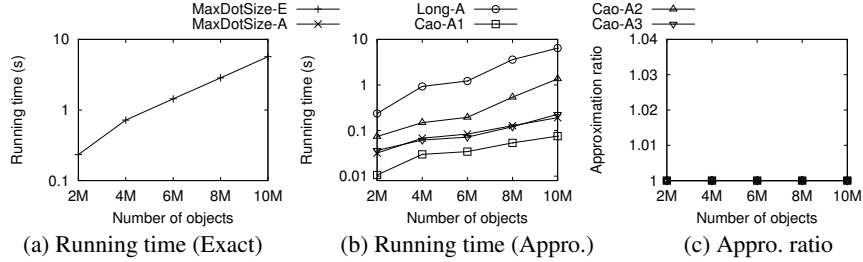 MaxDotSize-E
MaxDotSize-A
Long-A
Cao-A1
Cao-A2
Cao-A3
Running time (s)
10
1
0.1
2M 4M 6M 8M 10M
Number of objects
(a) Running time (Exact)
Running time (s)
10
1
0.1
0.01
2M 4M 6M 8M 10M
Number of objects
(b) Running time (Appro.)
Approximation ratio
1.04
1.03
1.02
1.01
1
2M 4M 6M 8M 10M
Number of objects
(c) Appro. ratio